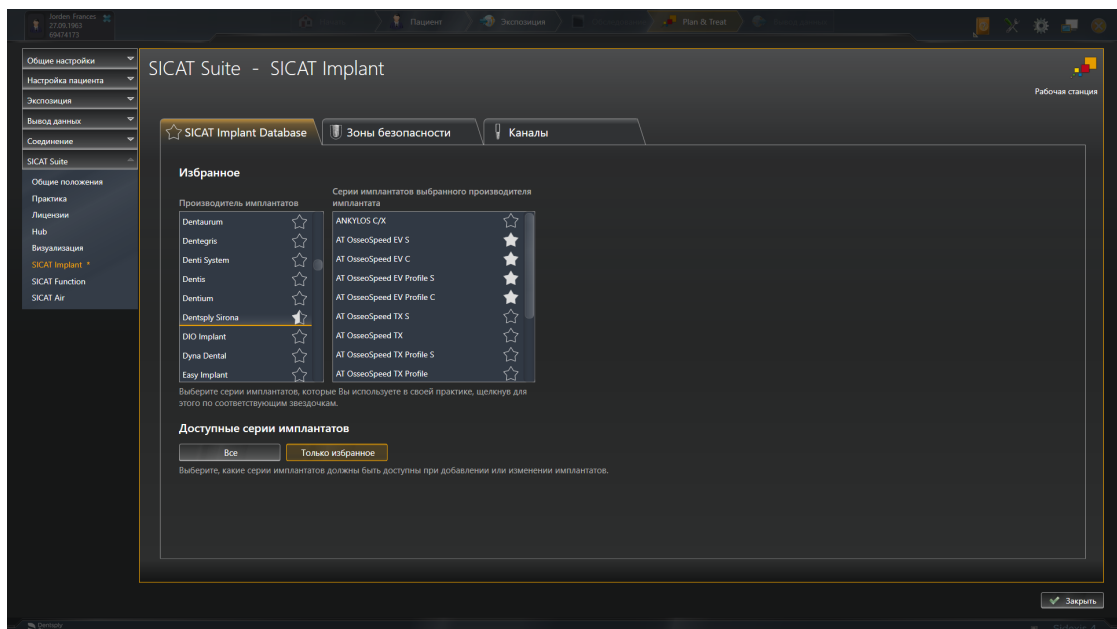 Jorden Frances
27.09.1963
69474173
Пациент
Экспозиция
Plan & Treat
Общие настройки
Настройка пациента
Экспозиция
Вывод данных
Соединение
SICAT Suite
Общие положения
Практика
Лицензии
Hub
Визуализация
SICAT Implant *
SICAT Function
SICAT Air
SICAT Suite - SICAT Implant
Рабочая станция
SICAT Implant Database
Зоны безопасности
Каналы
Избранное
Производитель имплантатов
Dentaurum
Dentegris
Denti System
Dentis
Dentium
Dentsply Sirona
DIO Implant
Dyna Dental
Easy Implant
Серии имплантатов выбранного производителя
имплантата
ANKYLOS C/X
AT OsseoSpeed EV S
AT OsseoSpeed EV C
AT OsseoSpeed EV Profile S
AT OsseoSpeed EV Profile C
AT OsseoSpeed TX S
AT OsseoSpeed TX
AT OsseoSpeed TX Profile S
AT OsseoSpeed TX Profile
Выберите серии имплантатов, которые Вы используете в своей практике, щелкнув для
этого по соответствующим звездочкам.
Доступные серии имплантатов
Все
Только избранное
Выберите, какие серии имплантатов должны быть доступны при добавлении или изменении имплантатов.
Закрыть
Dentsply
Sidexis 4